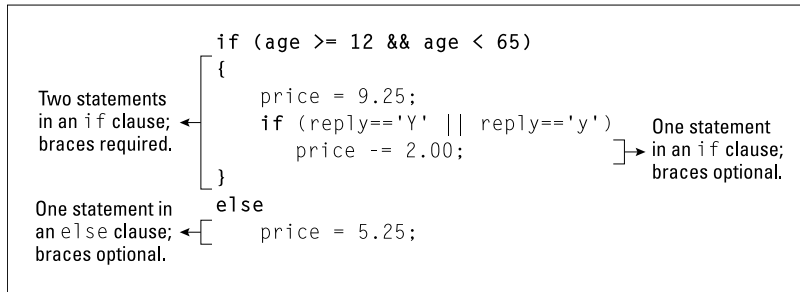 if (age >= 12 && age < 65)
{
price = 9.25;
if (reply=='Y' || reply=='y')
price -= 2.00;
}
else
price = 5.25;
Two statements
in an if clause;
braces required.
One statement
in an if clause;
braces optional.
One statement in
an else clause;
braces optional.